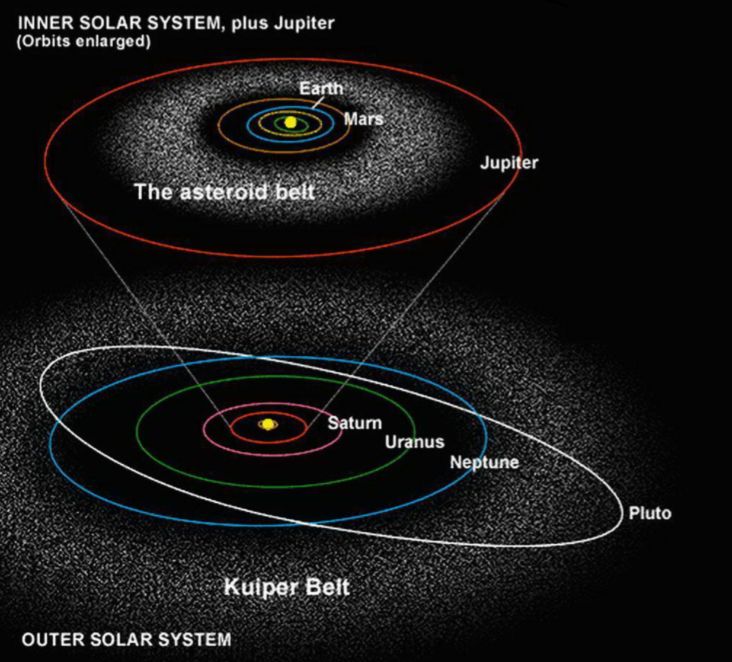 INNER SOLAR SYSTEM, plus Jupiter
(Orbits enlarged)
Earth
Mars
Jupiter
The asteroid belt
Saturn
Uranus
Neptune
Pluto
Kuiper Belt
OUTER SOLAR SYSTEM